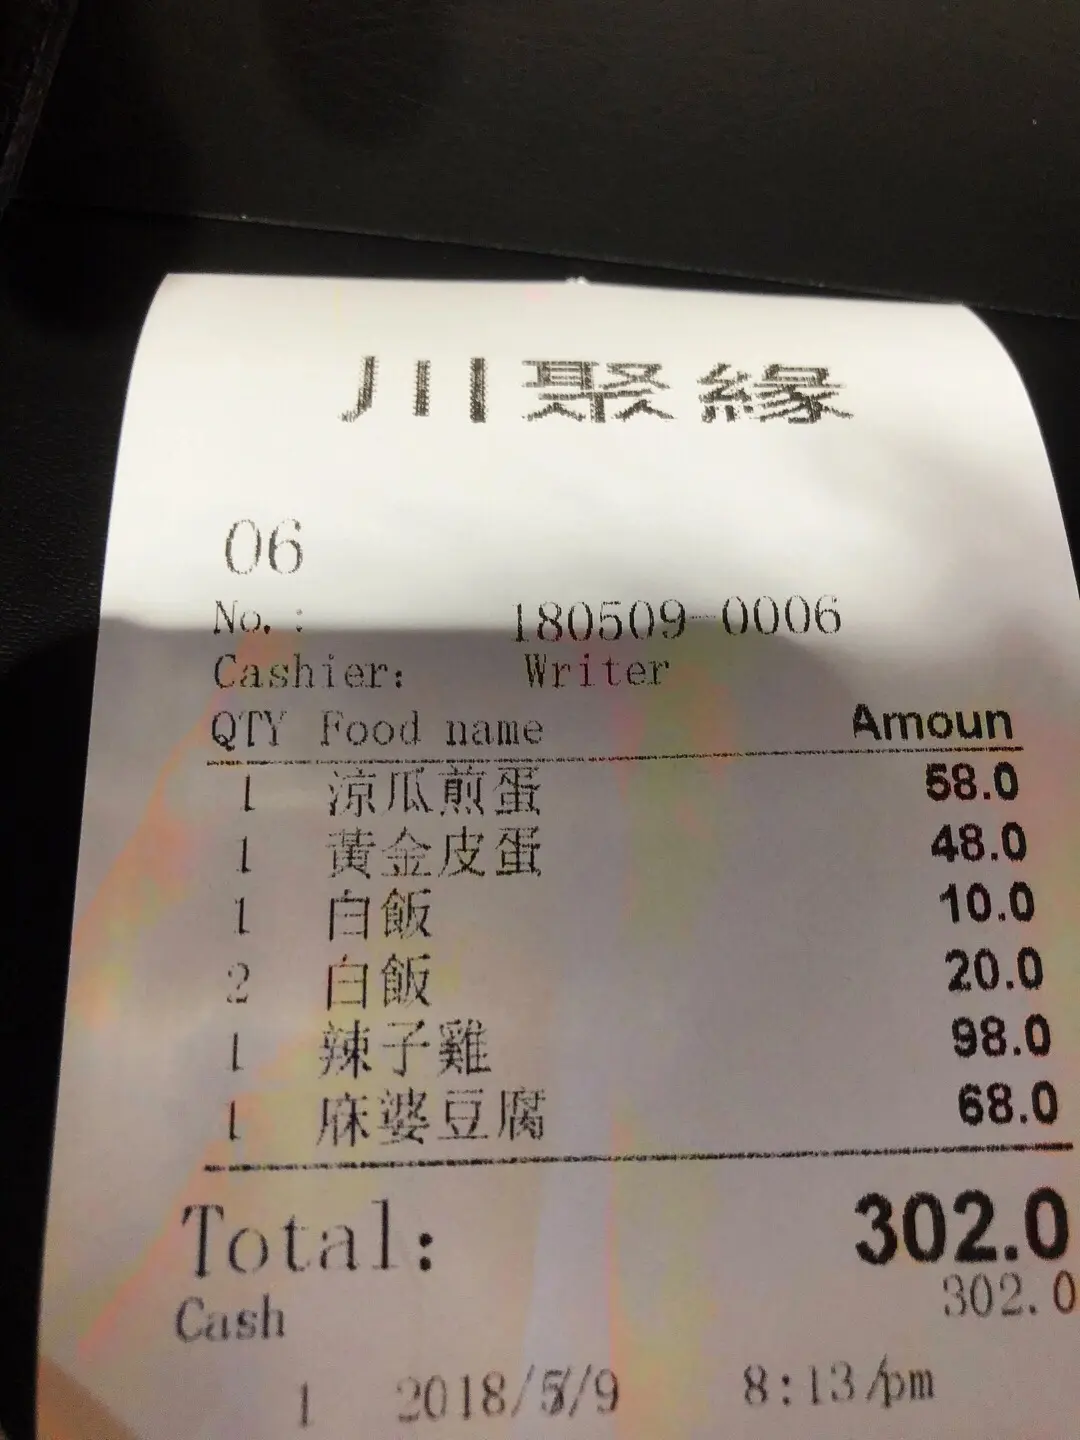 川聚緣
06
No.: 180509-0006
Cashier: Writer
QTY Food name Amoun
1 涼瓜煎蛋 58.0
1 黃金皮蛋 48.0
1 白飯 10.0
2 白飯 20.0
1 辣子雞 98.0
1 麻婆豆腐 68.0
Total: 302.0
Cash 302.0
1 2018/5/9 8:13/pm